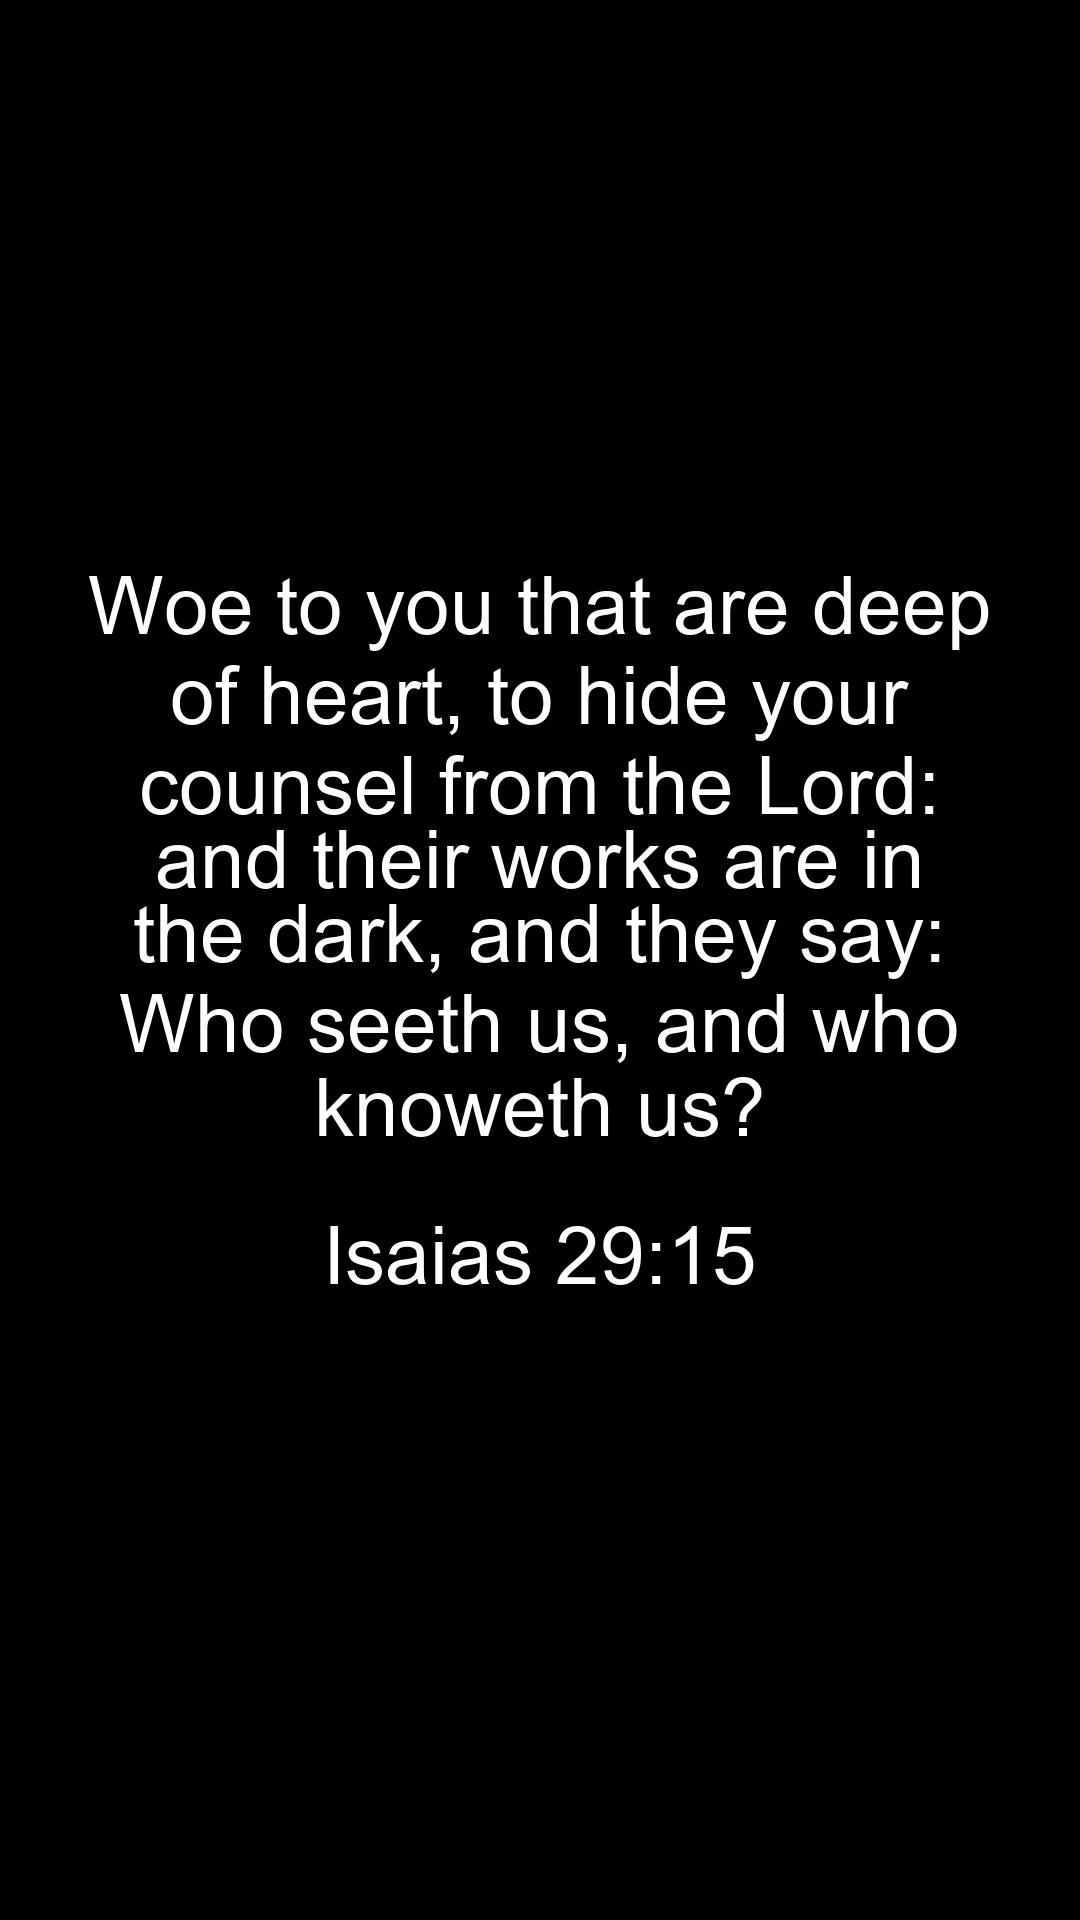 Woe to you that are deep
of heart, to hide your
counsel from the Lord:
and their works are in
the dark, and they say:
Who seeth us, and who
knoweth us?
Isaias 29:15